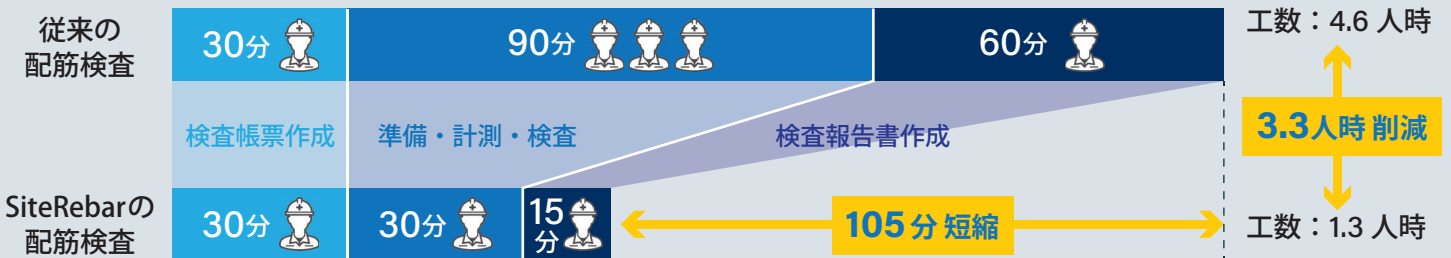 従来の
配筋検査
30分
90分
60分
工数：4.6 人時
検査帳票作成
準備・計測・検査
検査報告書作成
3.3人時 削減
SiteRebarの
配筋検査
30分
30分
15
分
105分 短縮
工数：1.3 人時